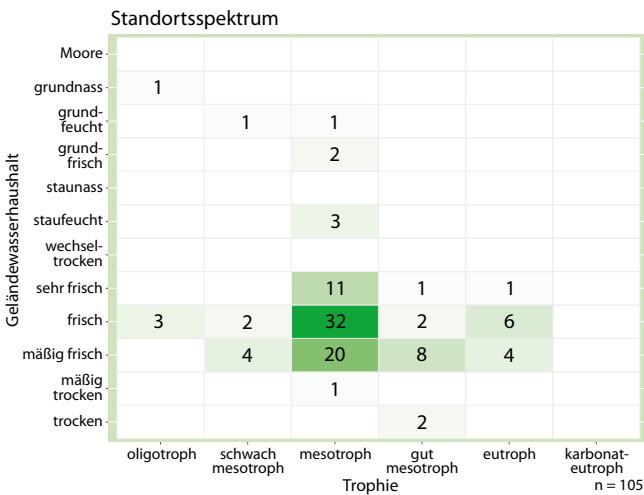 Standortsspektrum
Geländewasserhaushalt
Moore
grundnass 1
grund-
feucht 1 1
grund-
frisch 2
staunass
staufeucht 3
wechsel-
trocken
sehr frisch 11 1 1
frisch 3 2 32 2 6
mäßig frisch 4 20 8 4
mäßig
trocken 1
trocken 2
oligotroph schwach mesotroph gut eutroph karbonat-
mesotroph mesotroph eutroph
Trophie
n = 105